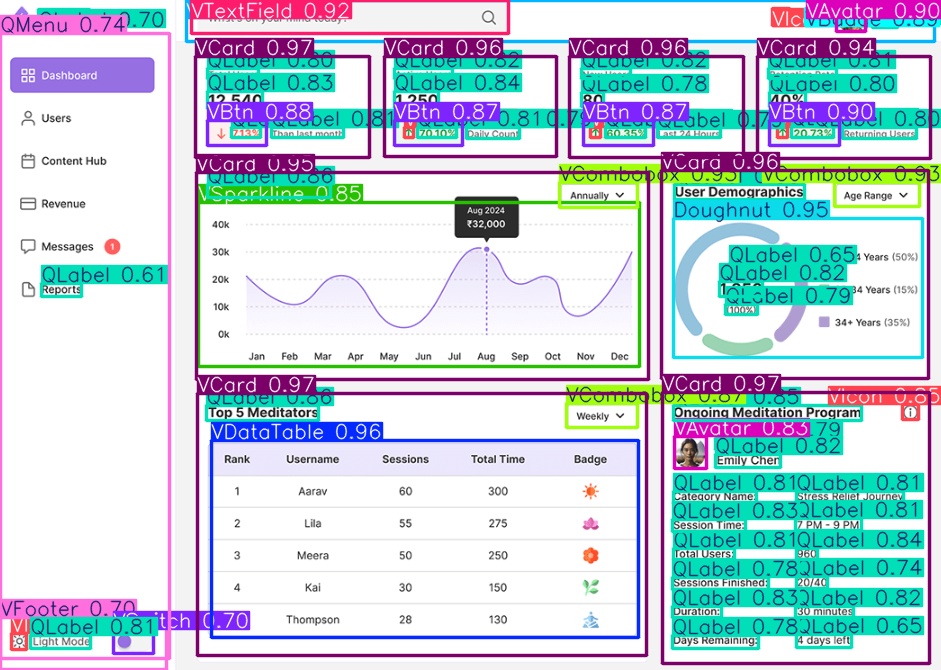 QLabel 0.70
QMenu 0.74
VTextField 0.92
VAvatar 0.90
Dashboard
Users
Content Hub
Revenue
Messages 1
QLabel 0.61
Reports
VCard 0.97
VCard 0.96
VCard 0.96
VCard 0.94
QLabel 0.80
QLabel 0.82
QLabel 0.82
QLabel 0.81
QLabel 0.83
QLabel 0.84
QLabel 0.78
QLabel 0.80
12,540
1,250
80
40%
VBtn 0.88
VBtn 0.87
VBtn 0.87
VBtn 0.90
713% Than last month
70.10% Daily Count
60.35% Last 24 Hours
20.73% Returning Users
VCard 0.95
QLabel 0.86
VSparkline 0.85
VCombobox 0.93
Annually
Aug 2024
₹32,000
40k
30k
20k
10k
0k
Jan Feb Mar Apr May Jun Jul Aug Sep Oct Nov Dec
VCard 0.96
VCombobox 0.93
User Demographics
Age Range
Doughnut 0.95
QLabel 0.65
Years (50%)
QLabel 0.82
QLabel 0.79
34 Years (15%)
(100%)
34+ Years (35%)
VCard 0.97
QLabel 0.86
VCombobox 0.87
Top 5 Meditators
Weekly
VDataTable 0.96
Rank Username Sessions Total Time Badge
1 Aarav 60 300
2 Lila 55 275
3 Meera 50 250
4 Kai 30 150
5 Thompson 28 130
VCard 0.97
0.85
VIcon 0.85
Ongoing Meditation Program
VAvatar 0.83
QLabel 0.82
Emily Chen
QLabel 0.81 QLabel 0.81
Category Name: Stress Relief Journey
QLabel 0.83 QLabel 0.81
Session Time: 7 PM - 9 PM
QLabel 0.81 QLabel 0.84
Total Users: 960
QLabel 0.78 QLabel 0.74
Sessions Finished: 20/40
QLabel 0.83 QLabel 0.82
Duration: 30 minutes
QLabel 0.78 QLabel 0.65
Days Remaining: 4 days left
VFooter 0.70
VSwitch 0.70
QLabel 0.81
Light Mode